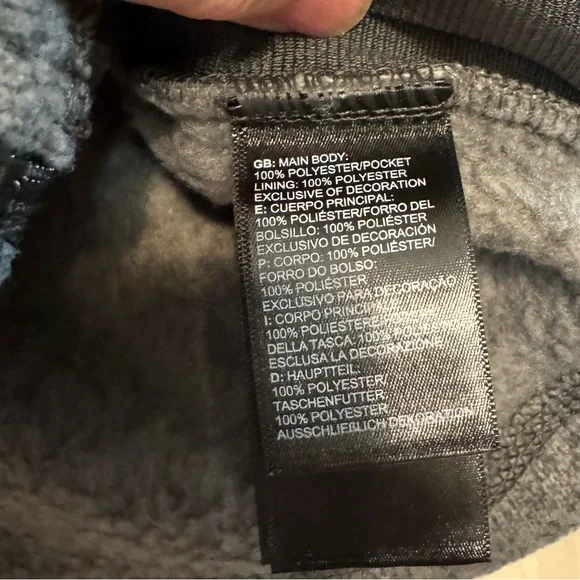 GB: MAIN BODY:
100% POLYESTER/POCKET
LINING: 100% POLYESTER
EXCLUSIVE OF DECORATION
E: CUERPO PRINCIPAL:
100% POLIÉSTER/FORRO DEL
BOLSILLO: 100% POLIÉSTER
EXCLUSIVO DE DECORACIÓN
P: CORPO: 100% POLIÉSTER/
FORRO DO BOLSO:
100% POLIÉSTER
EXCLUSIVO PARA DECORAÇÃO
I: CORPO PRINCIPALE:
100% POLIESTERE/FODERA
DELLA TASCA: 100% POLIESTERE
ESCLUSA LA DECORAZIONE
D: HAUPTTEIL:
100% POLYESTER/
TASCHENFUTTER:
100% POLYESTER
AUSSCHLIEßLICH DEKORATION